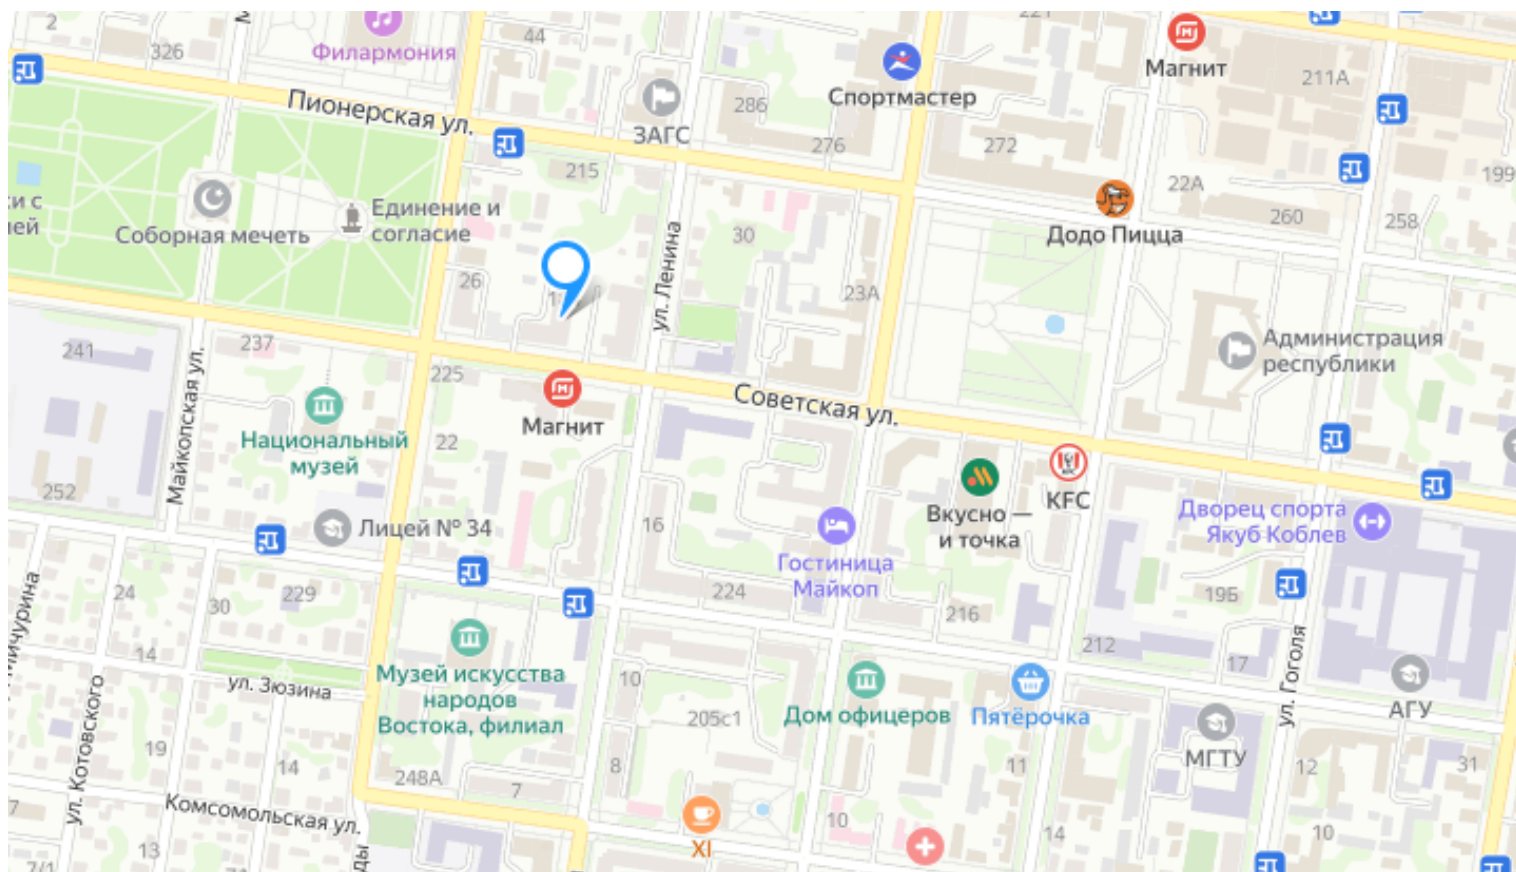 2
326
Филармония
44
221
Магнит
211А
Спортмастер
286
Пионерская ул.
ЗАГС
276
272
215
22А
199
260
258
Единение и
согласие
Соборная мечеть
Додо Пицца
ул. Ленина
30
26
23А
Администрация
республики
241
237
Майкопская ул.
225
Советская ул.
Магнит
22
Национальный
музей
252
Лицей № 34
16
Вкусно —
и точка
KFC
Дворец спорта
Якуб Коблев
Гостиница
Майкоп
24
30
229
224
216
195
212
17
14
ул. Зюзина
Музей искусства
народов
Востока, филиал
10
205с1
Дом офицеров
Пятёрочка
ул. Гоголя
АГУ
МГТУ
ул. Котовского
19
14
248А
7
8
11
12
31
Комсомольская ул.
XI
10
14
10
13
7/1